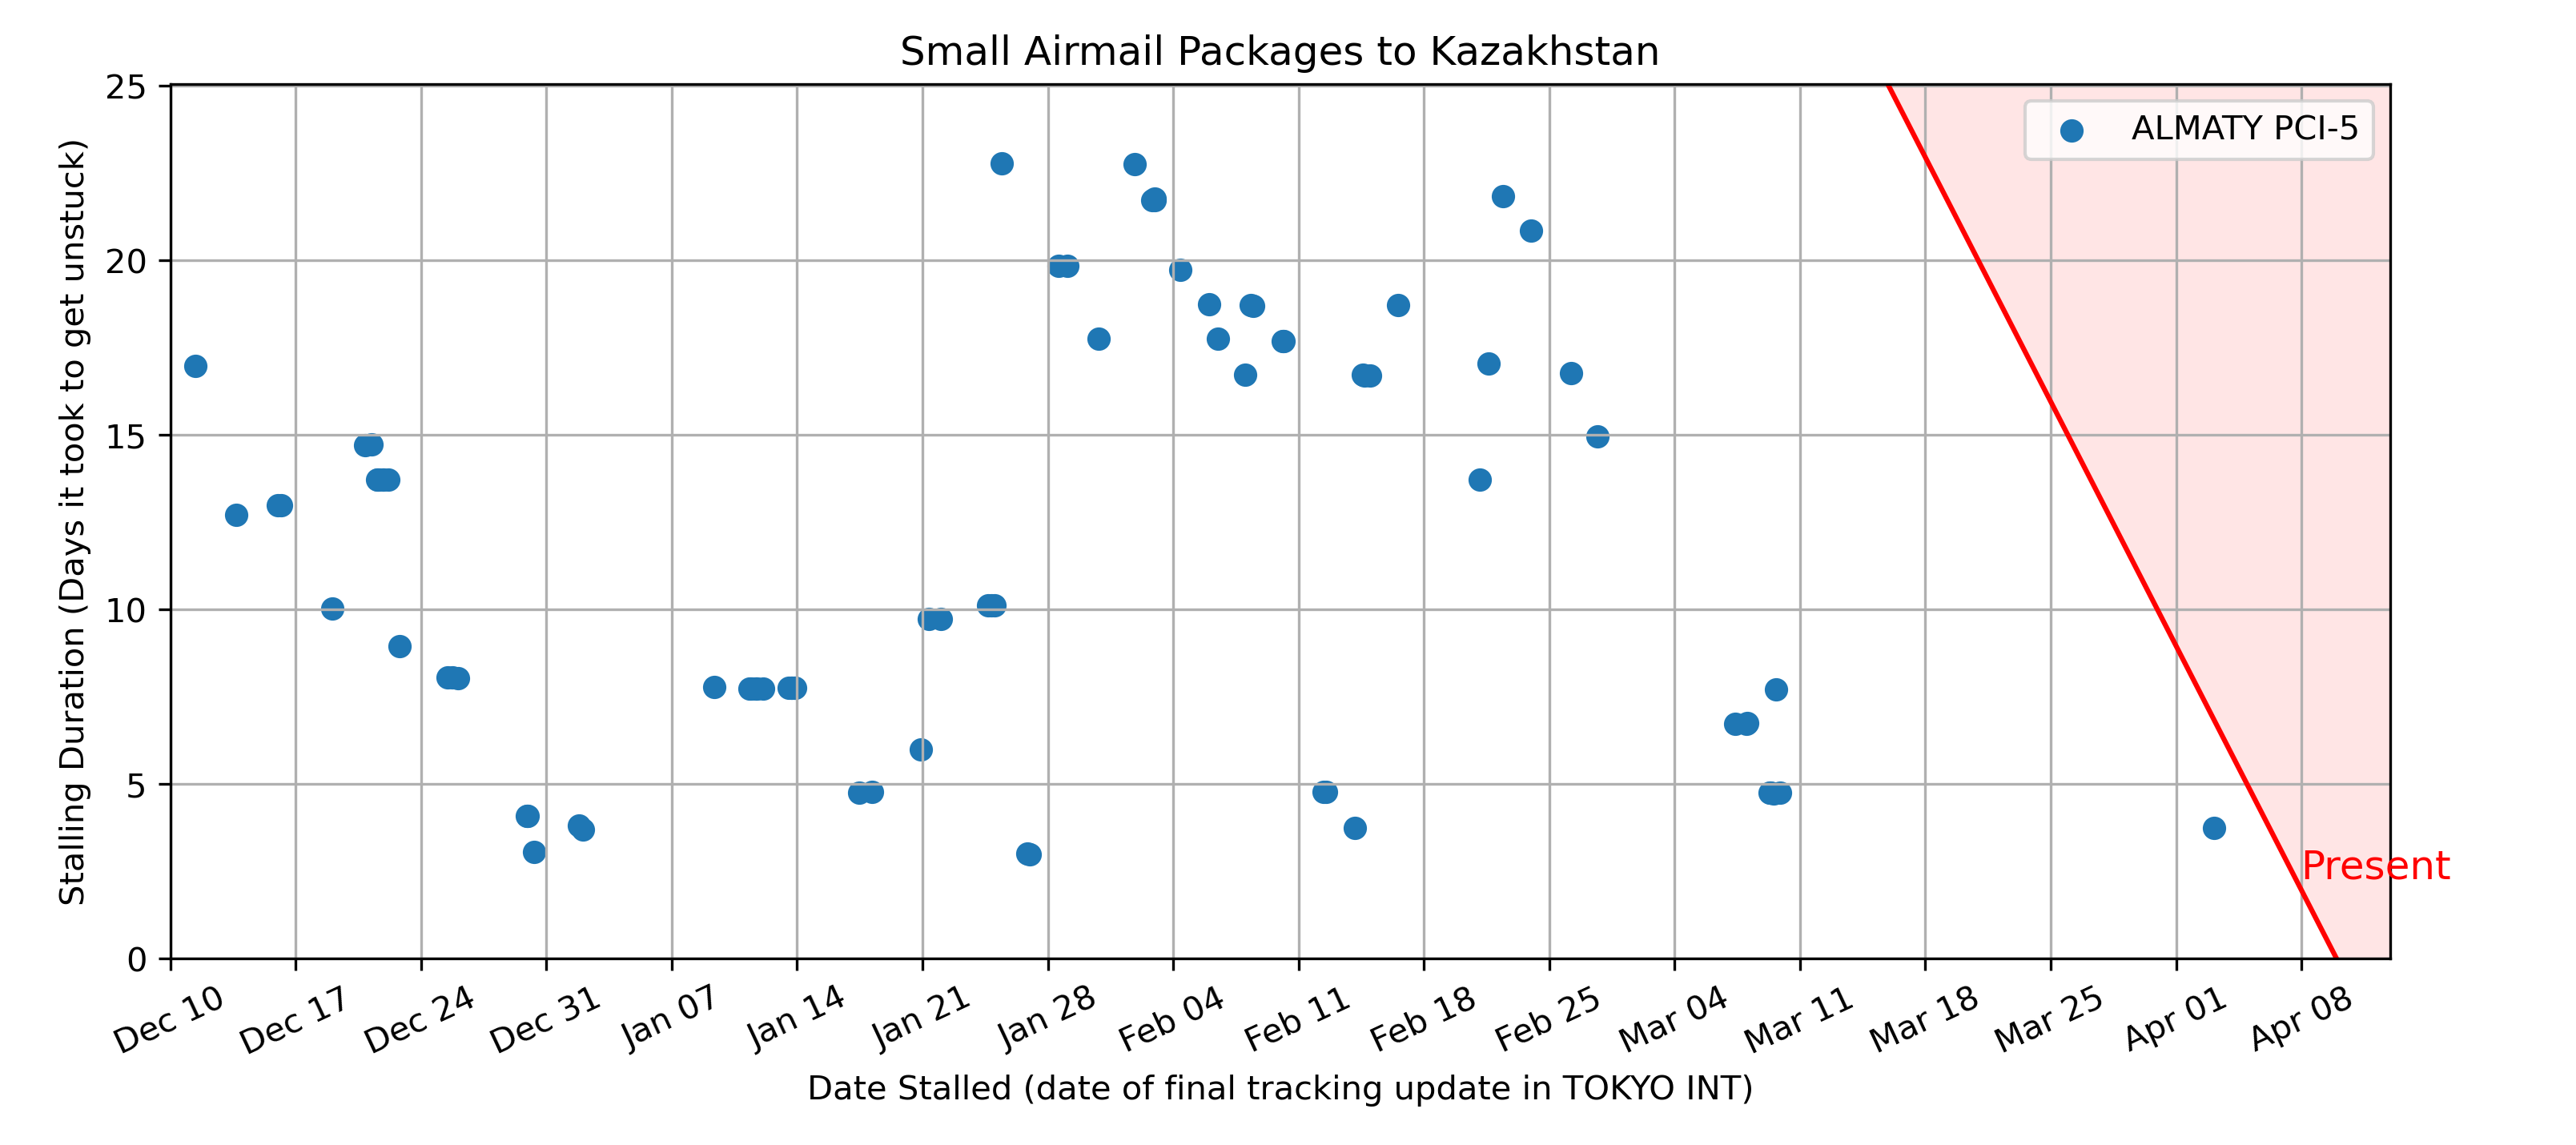 Small Airmail Packages to Kazakhstan
Stalling Duration (Days it took to get unstuck)
25
20
15
10
5
0
ALMATY PCI-5
Present
Dec 10
Dec 17
Dec 24
Dec 31
Jan 07
Jan 14
Jan 21
Jan 28
Feb 04
Feb 11
Feb 18
Feb 25
Mar 04
Mar 11
Mar 18
Mar 25
Apr 01
Apr 08
Date Stalled (date of final tracking update in TOKYO INT)